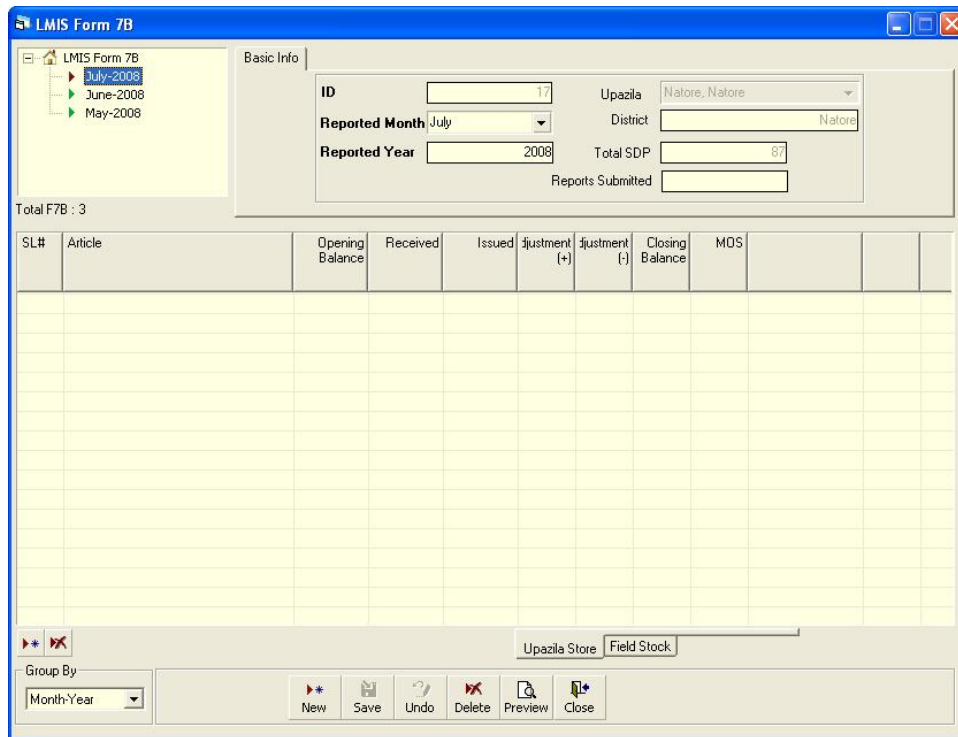 LMIS Form 7B
LMIS Form 7B
July-2008
June-2008
May-2008
Total F7B : 3
Basic Info
ID 17
Upazila Natore, Natore
Reported Month July
District Natore
Reported Year 2008
Total SDP 87
Reports Submitted
SL# Article Opening Balance Received Issued djustment (+) djustment (-) Closing Balance MOS
Upazila Store Field Stock
Group By
Month-Year
New Save Undo Delete Preview Close